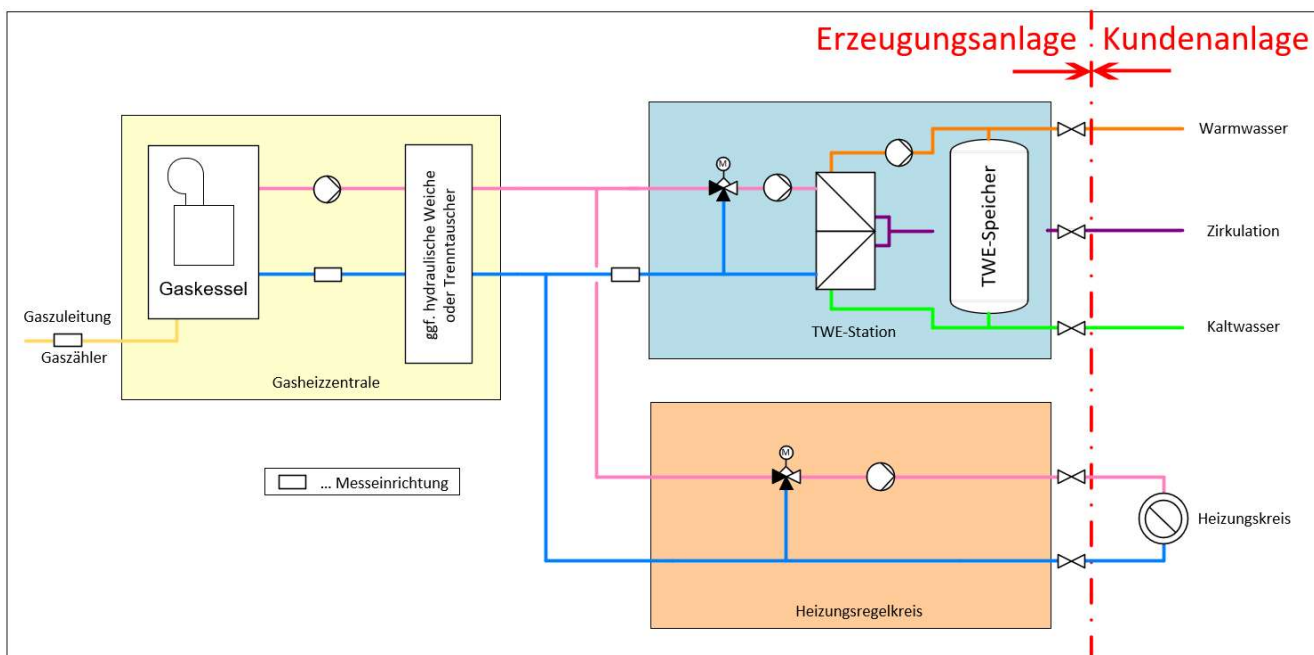 Erzeugungsanlage
Kundenanlage
Warmwasser
M
Gaskessel
ggf. hydraulische Weiche
oder Trenntauscher
TWE-Speicher
Zirkulation
Gaszuleitung
Gaszähler
TWE-Station
Kaltwasser
Gasheizzentrale
M
... Messeinrichtung
Heizungskreis
Heizungsregelkreis